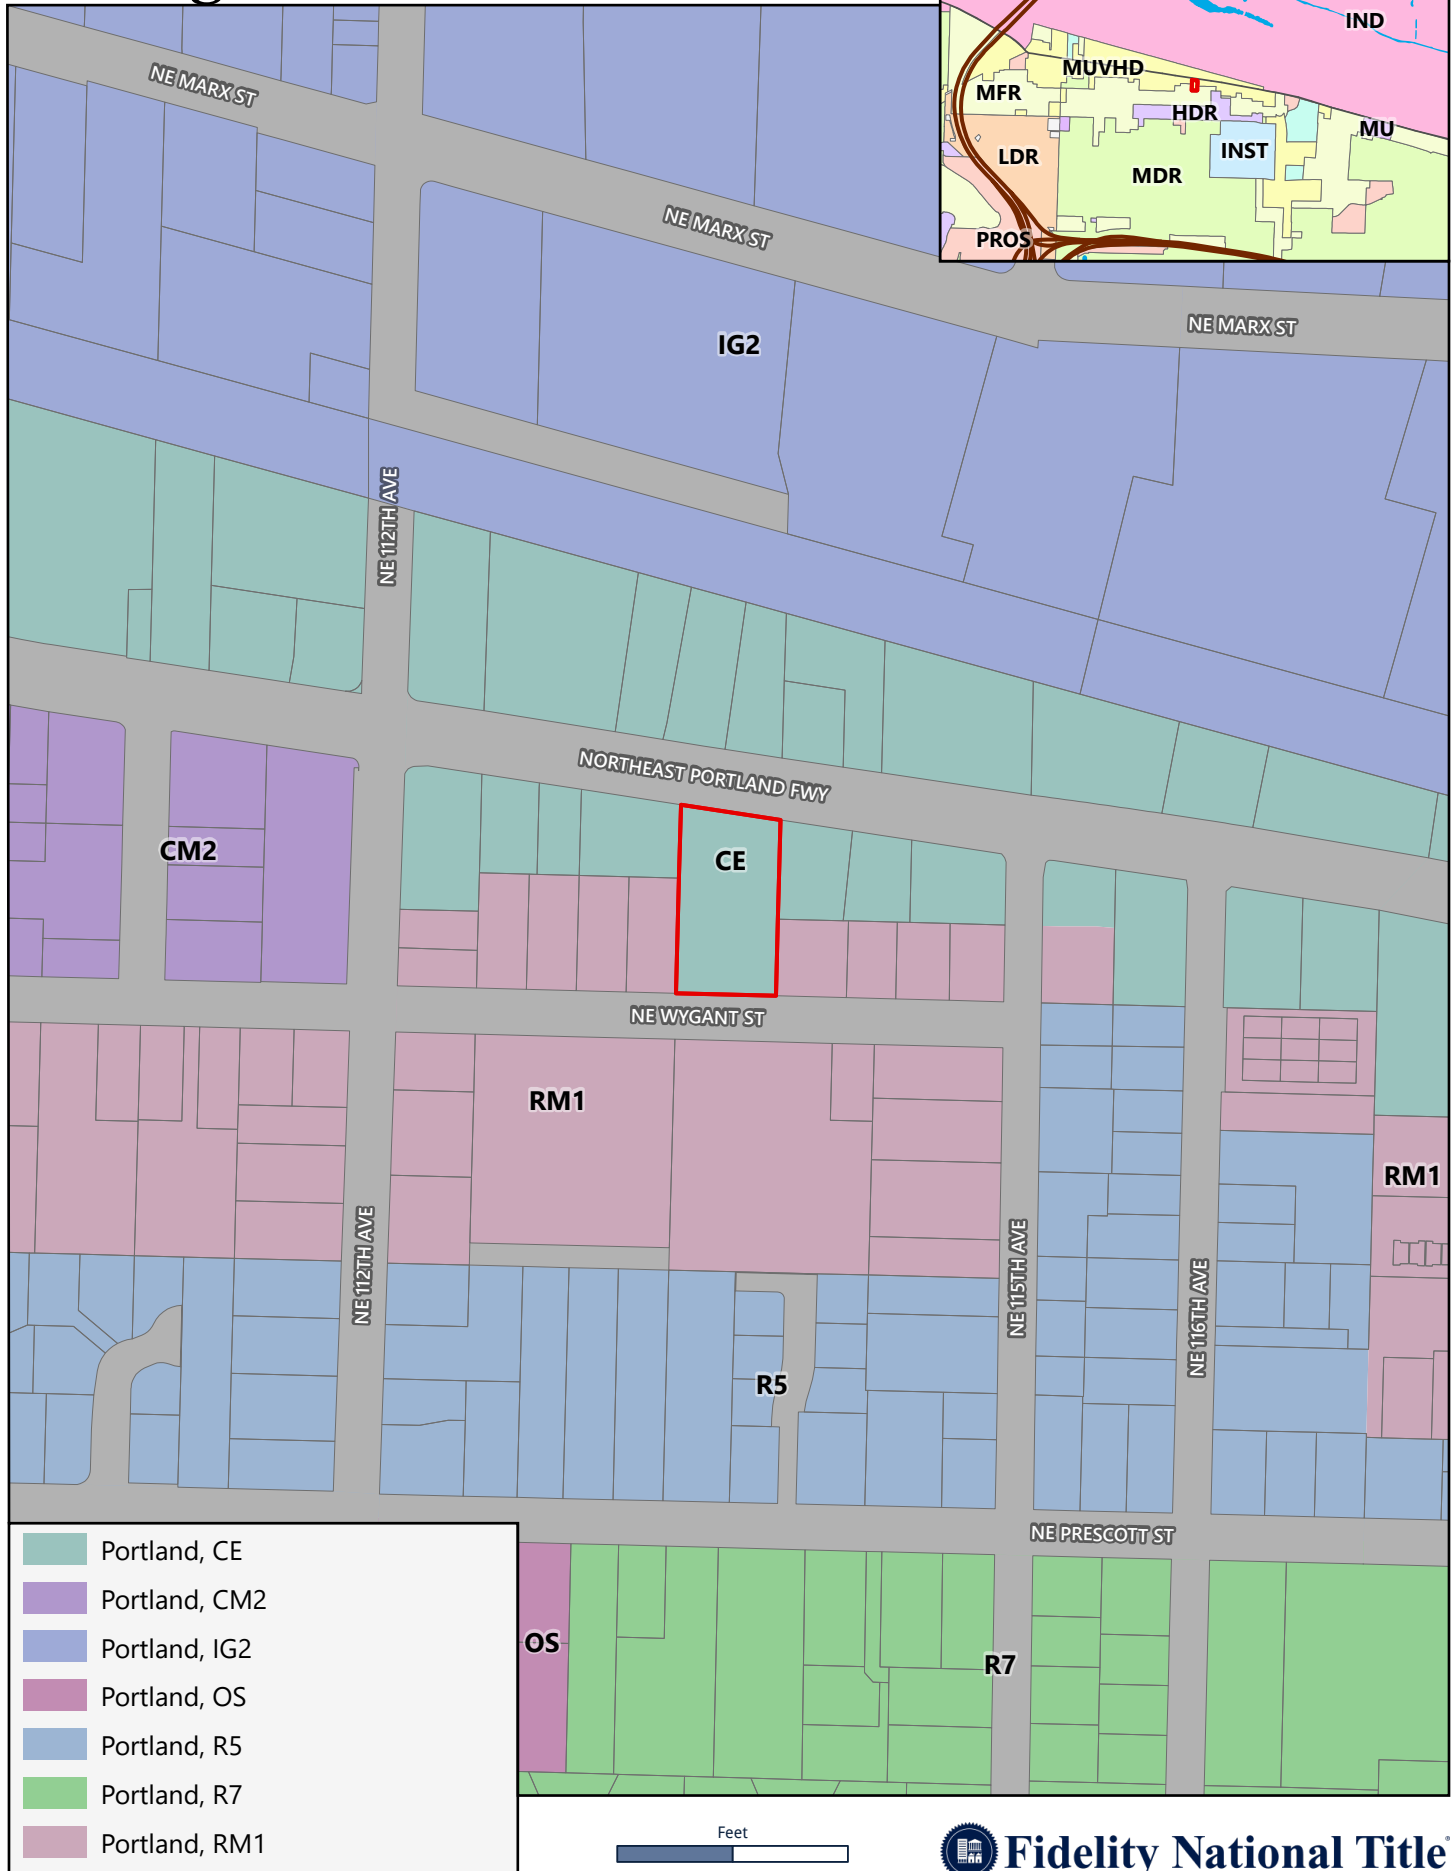 IND
MUVHD
MFR
HDR
MU
LDR
INST
MDR
PROS
NE MARX ST
NE MARX ST
NE MARX ST
IG2
NE 112TH AVE
NORTHEAST PORTLAND FWY
CM2
CE
NE WYGANT ST
RM1
RM1
NE 112TH AVE
NE 115TH AVE
NE 116TH AVE
R5
NE PRESCOTT ST
OS
R7
Portland, CE
Portland, CM2
Portland, IG2
Portland, OS
Portland, R5
Portland, R7
Portland, RM1
Feet
Fidelity National Title